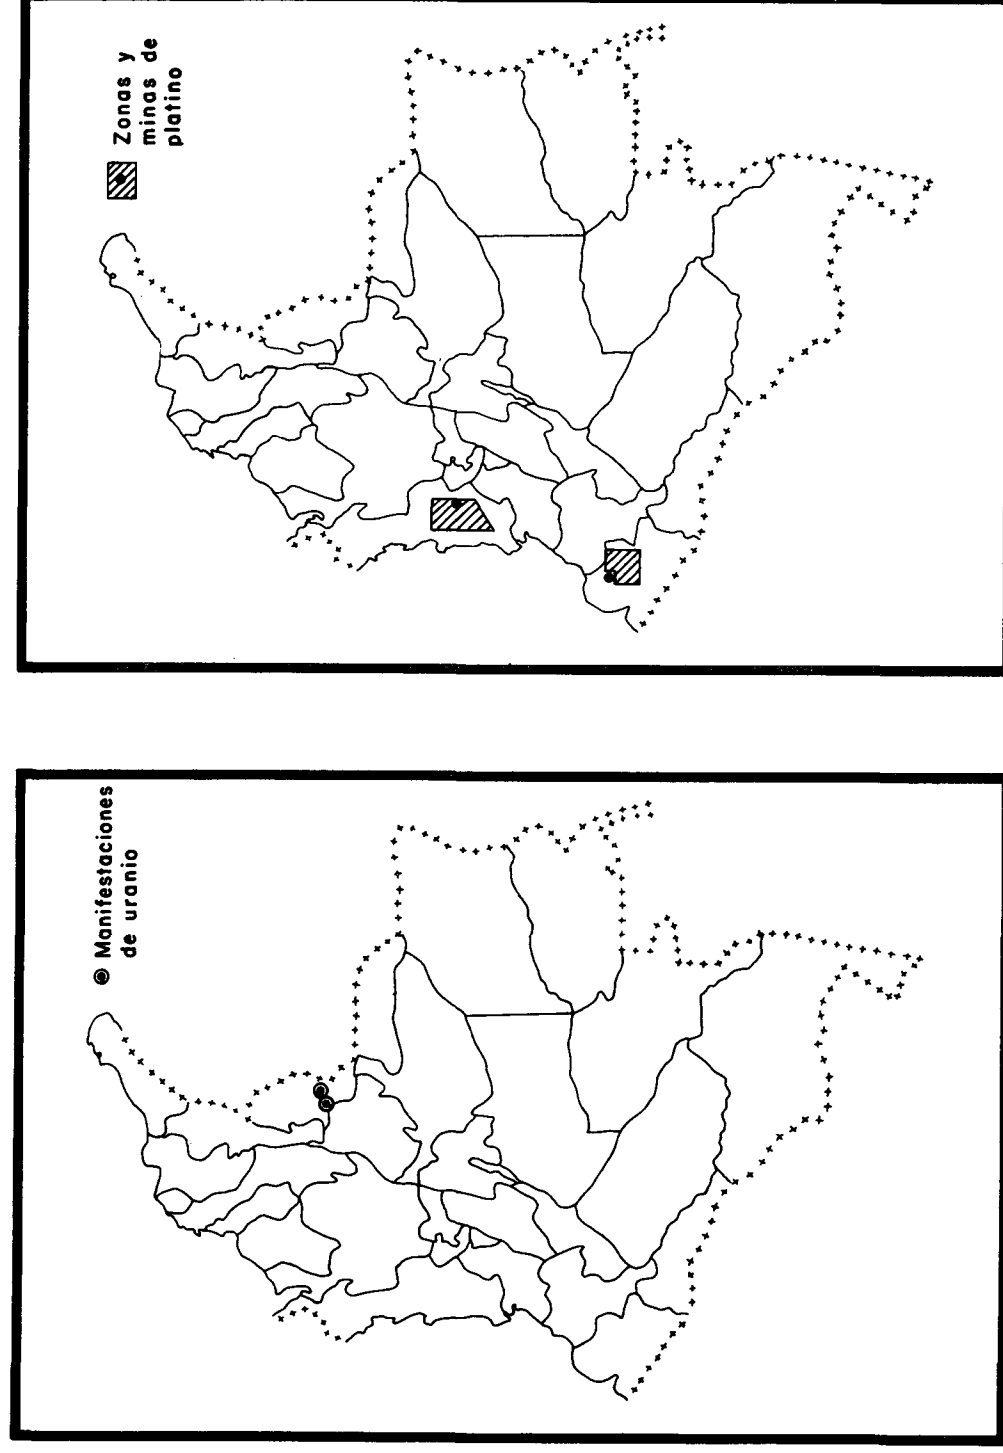 Zonas y
minas de
platino
Manifestaciones
de uranio